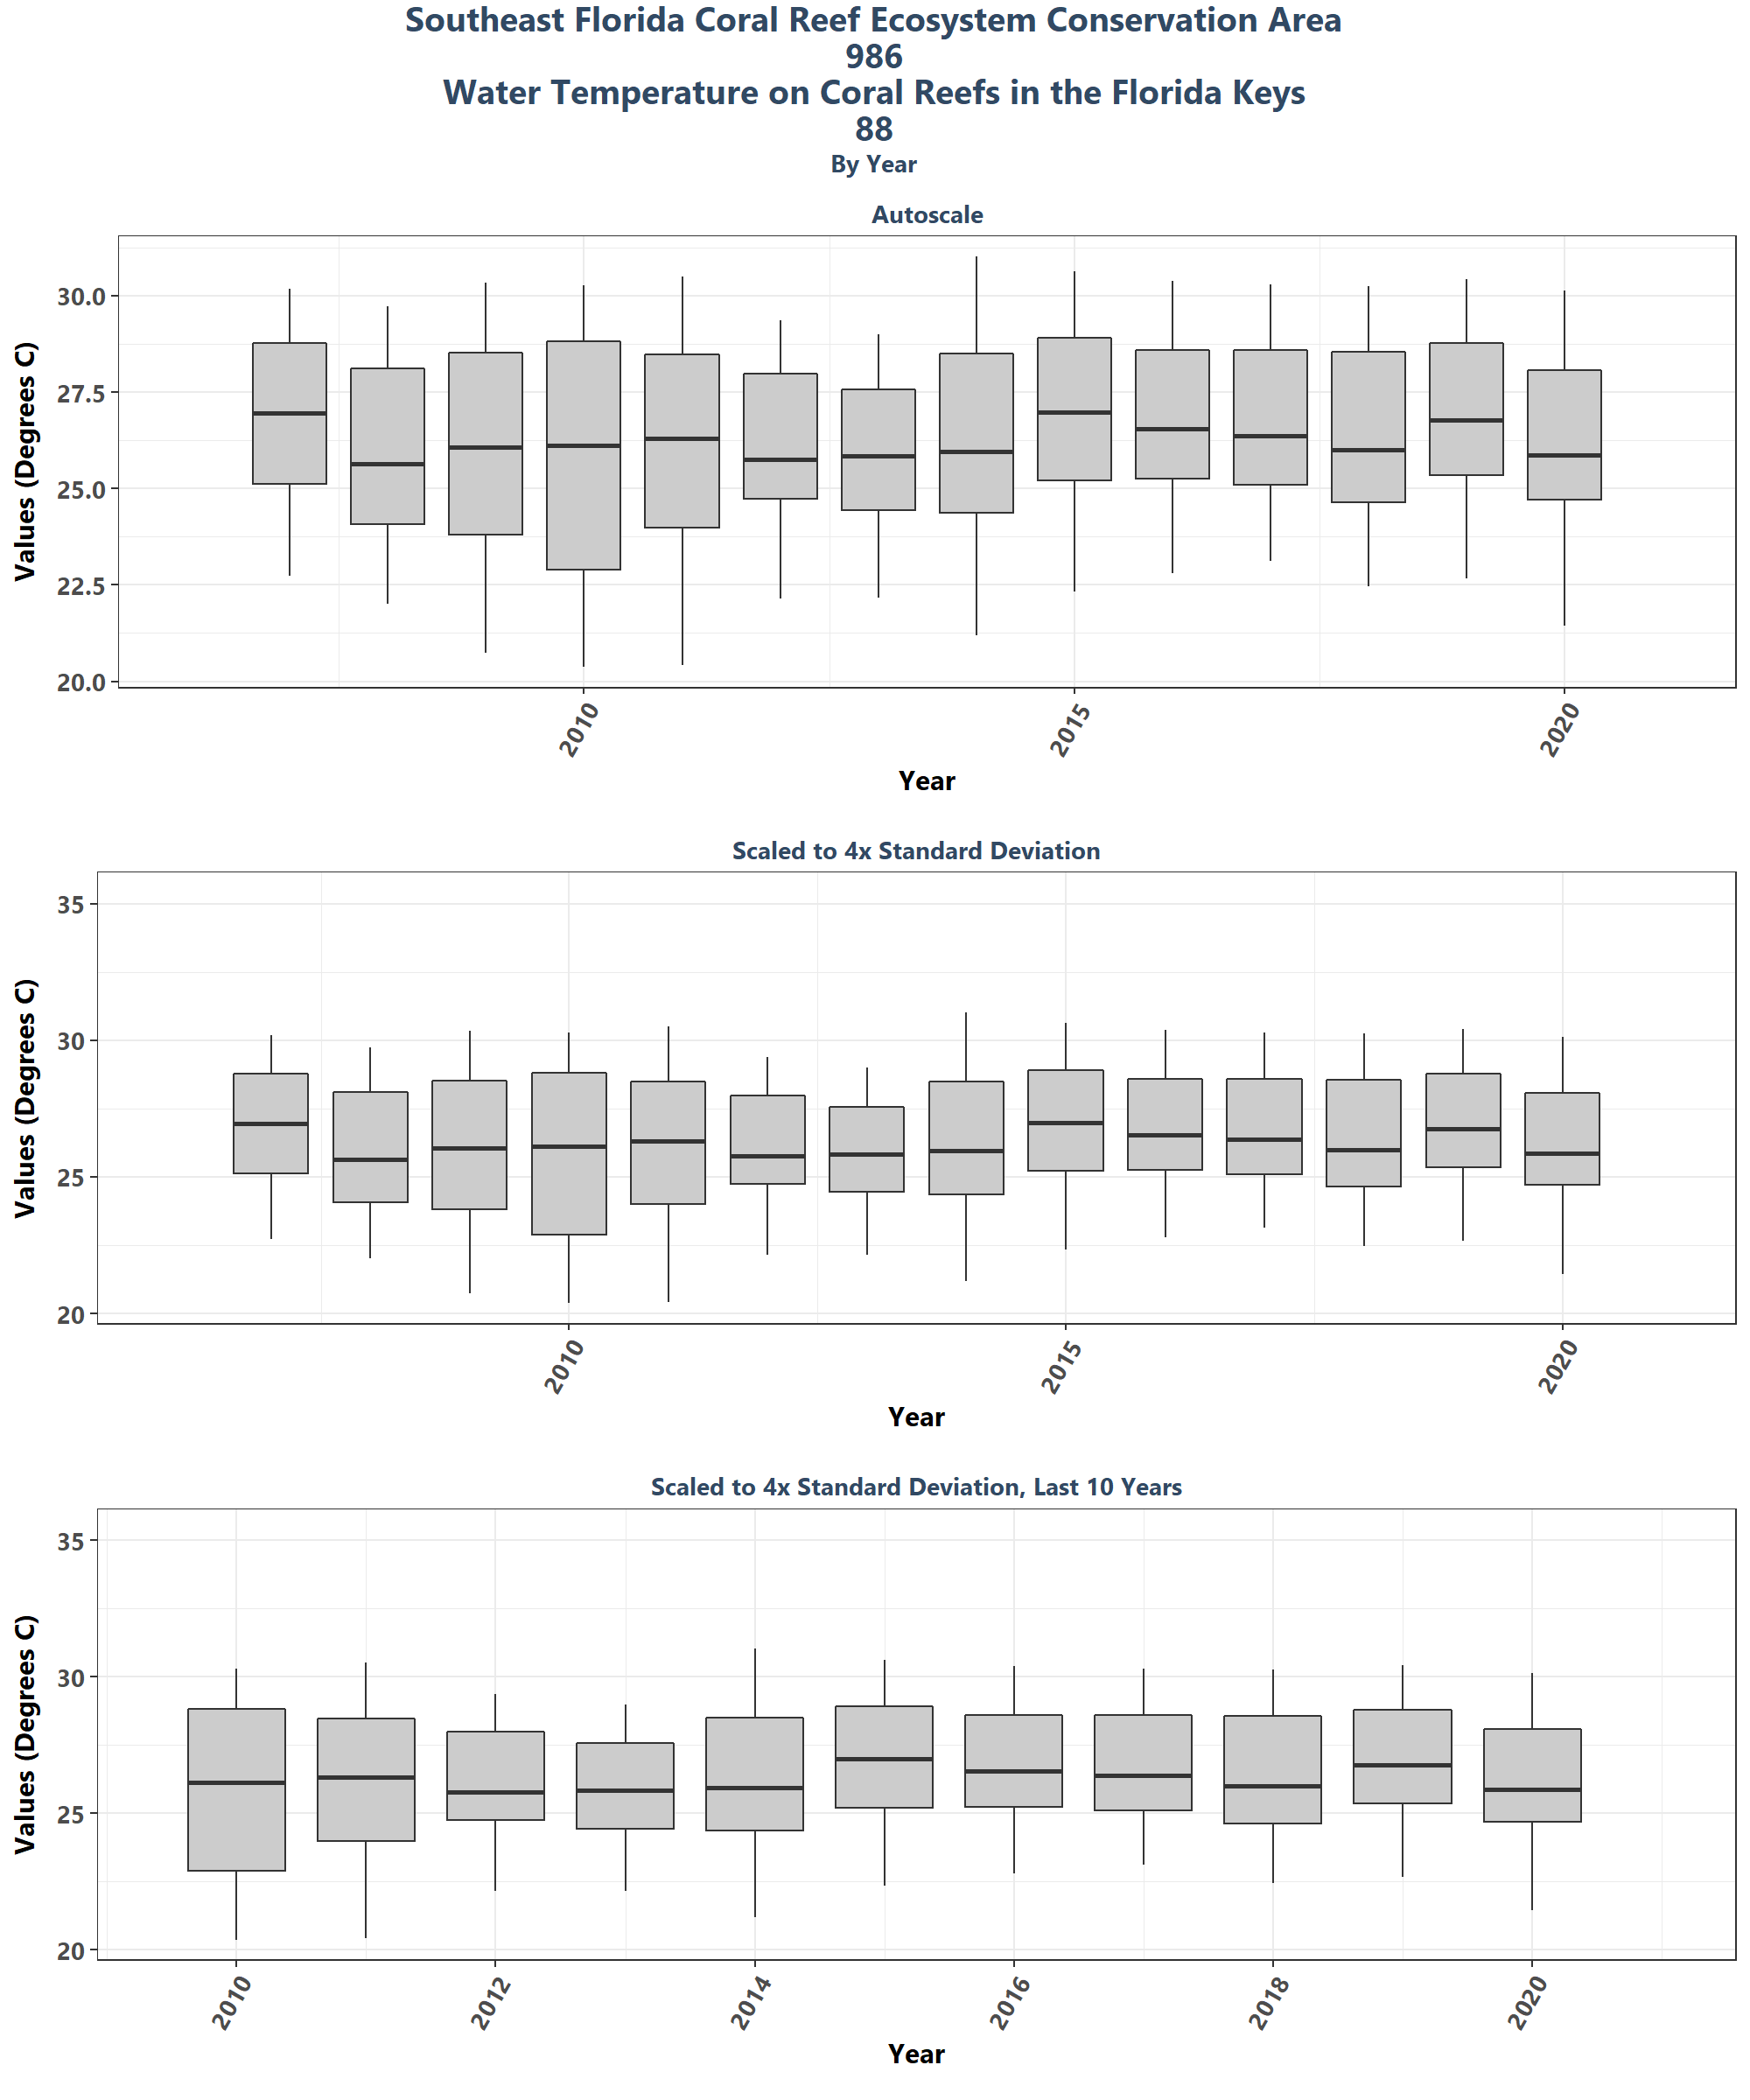 Southeast Florida Coral Reef Ecosystem Conservation Area
986
Water Temperature on Coral Reefs in the Florida Keys
88
By Year
Autoscale
Values (Degrees C)
30.0
27.5
25.0
22.5
20.0
2010
2015
2020
Year
Scaled to 4x Standard Deviation
Values (Degrees C)
35
30
25
20
2010
2015
2020
Year
Scaled to 4x Standard Deviation, Last 10 Years
Values (Degrees C)
35
30
25
20
2010
2012
2014
2016
2018
2020
Year